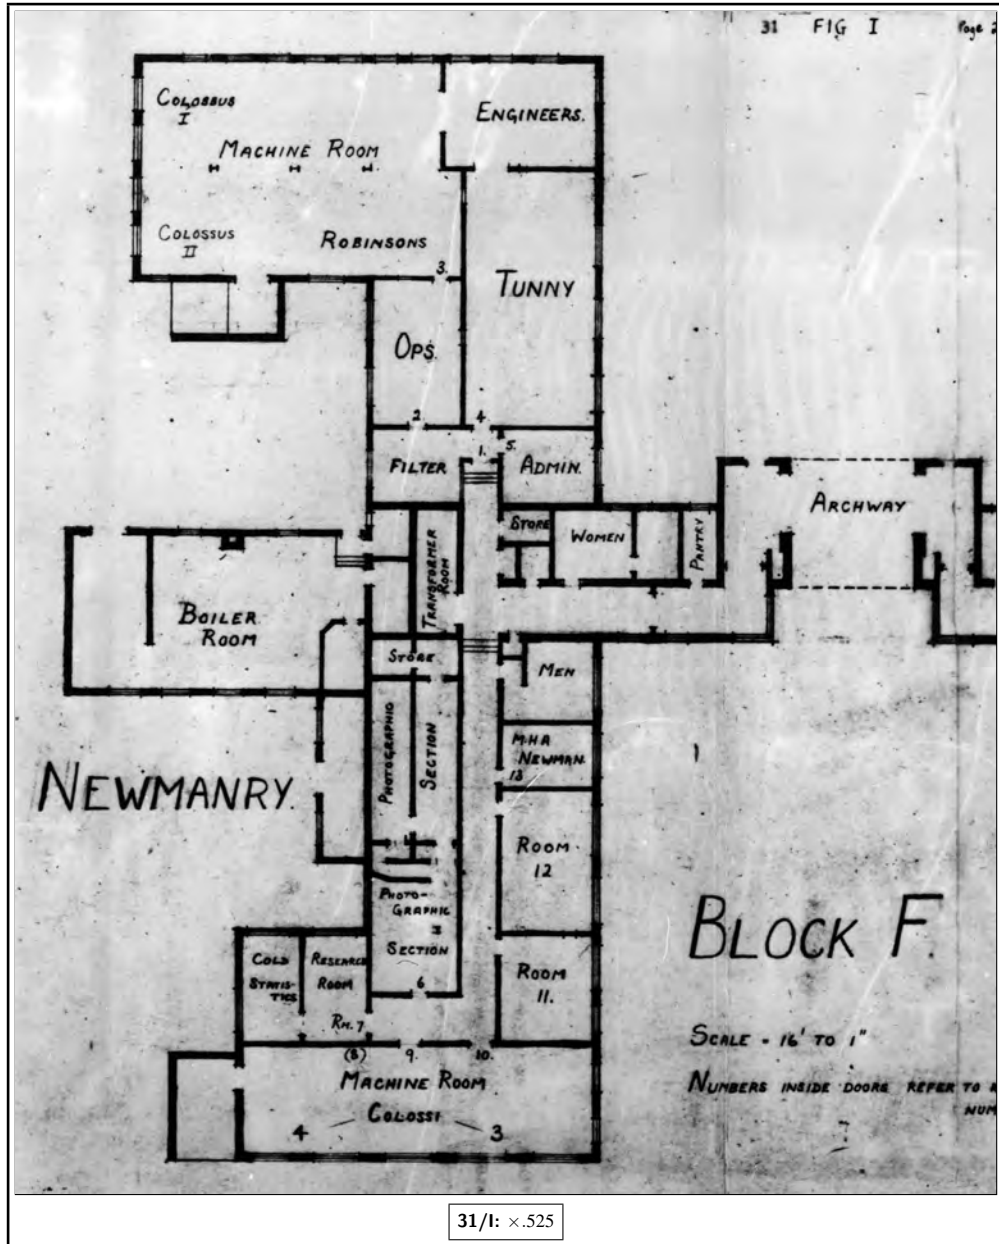 31 FIG I Page
COLOSSUS
I
ENGINEERS.
MACHINE ROOM
COLOSSUS
II
ROBINSONS
3.
TUNNY
OPS.
2
4.
1.
5.
FILTER
ADMIN.
STORE
WOMEN
PANTRY
ARCHWAY
TRANSFORMER
ROOM
BOILER
ROOM
STORE
MEN
PHOTOGRAPHIC
SECTION
M.H.A
NEWMAN.
13
NEWMANRY.
ROOM
12
PHOTO-
GRAPHIC
SECTION
6
BLOCK F
COLD
STATIS-
TICS
RESEARCH
ROOM
RM. 7
ROOM
11.
(8) 9. 10.
MACHINE ROOM
COLOSSI
4 3
SCALE - 16' TO 1"
NUMBERS INSIDE DOORS REFER TO
NUM
31/I: ×.525